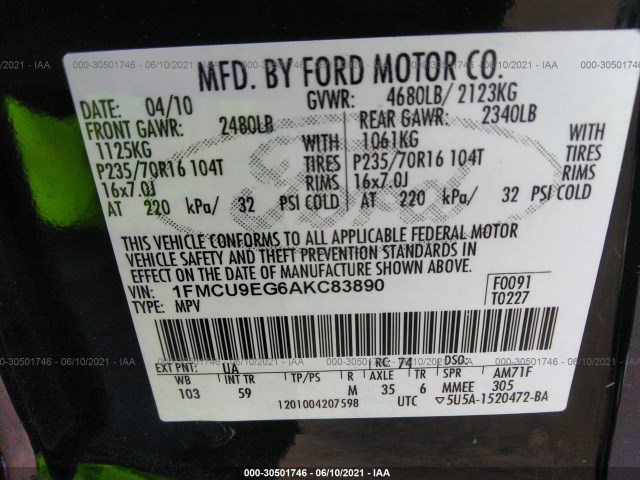 000-30501746 - 06/10/2021 - IAA
MFD. BY FORD MOTOR CO.
DATE: 04/10 GVWR: 4680LB/ 2123KG
FRONT GAWR: 2480LB REAR GAWR: 2340LB
1125KG WITH 1061KG WITH
P235/70R16 104T TIRES P235/70R16 104T TIRES
16x7.0J RIMS 16x7.0J RIMS
AT 220 kPa/ 32 PSI COLD AT 220 kPa/ 32 PSI COLD
Ford
THIS VEHICLE CONFORMS TO ALL APPLICABLE FEDERAL MOTOR
VEHICLE SAFETY AND THEFT PREVENTION STANDARDS IN
EFFECT ON THE DATE OF MANUFACTURE SHOWN ABOVE.
VIN: 1FMCU9EG6AKC83890 F0091
TYPE: MPV T0227
000-30501746 - 06/10/2021 - IAA
EXT PNT: UA RC: 74 DSO:
WB INT TR TP/PS R AXLE TR SPR AM71F
103 59 M 35 6 MMEE 305
1201004207598 UTC ▽5U5A-1520472-BA
000-30501746 - 06/10/2021 - IAA